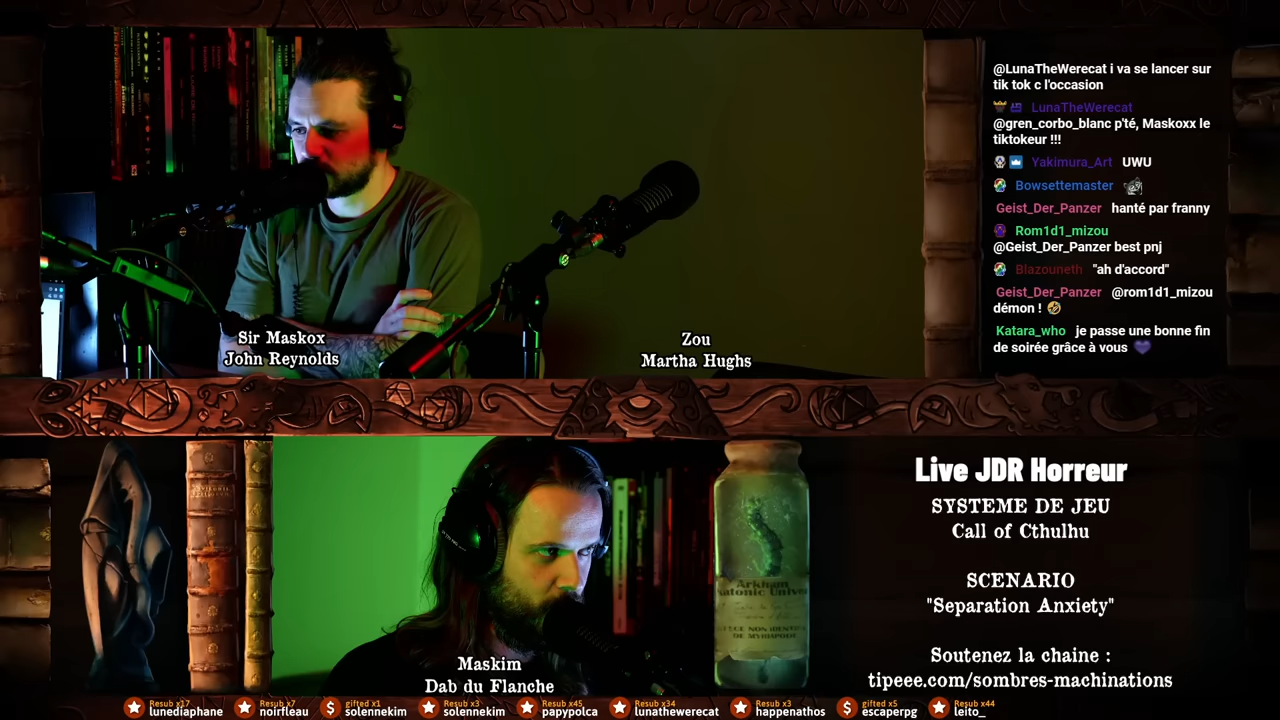 @LunaTheWerecat i va se lancer sur
tik tok c l'occasion
LunaTheWerecat
@gren_corbo_blanc p'té, Maskoxx le
tiktokeur !!!
Yakimura_Art UWU
Bowsettemaster
Geist_Der_Panzer hanté par franny
Rom1d1_mizou
@Geist_Der_Panzer best pnj
Blazouneth "ah d'accord"
Geist_Der_Panzer @rom1d1_mizou
démon !
Katara_who je passe une bonne fin
de soirée grâce à vous
Sir Maskox
John Reynolds
Zou
Martha Hughs
Maskim
Dab du Flanche
Arkham
Live JDR Horreur
SYSTEME DE JEU
Call of Cthulhu
SCENARIO
"Separation Anxiety"
Soutenez la chaine :
tipeee.com/sombres-machinations
Resub x17
lunediaphane
Resub x7
noirfleau
gifted x1
solennekim
Resub x3
solennekim
Resub x45
papypolca
Resub x34
lunathewerecat
Resub x3
happenathos
gifted x5
escaperpg
Resub x44
leito_